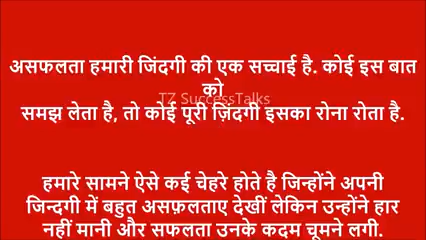 असफलता हमारी जिंदगी की एक सच्चाई है. कोई इस बात
को
TZ SuccessTalks
समझ लेता है, तो कोई पूरी ज़िंदगी इसका रोना रोता है.
हमारे सामने ऐसे कई चेहरे होते है जिन्होंने अपनी
जिन्दगी में बहुत असफ़लताए देखीं लेकिन उन्होंने हार
नहीं मानी और सफलता उनके कदम चूमने लगी.